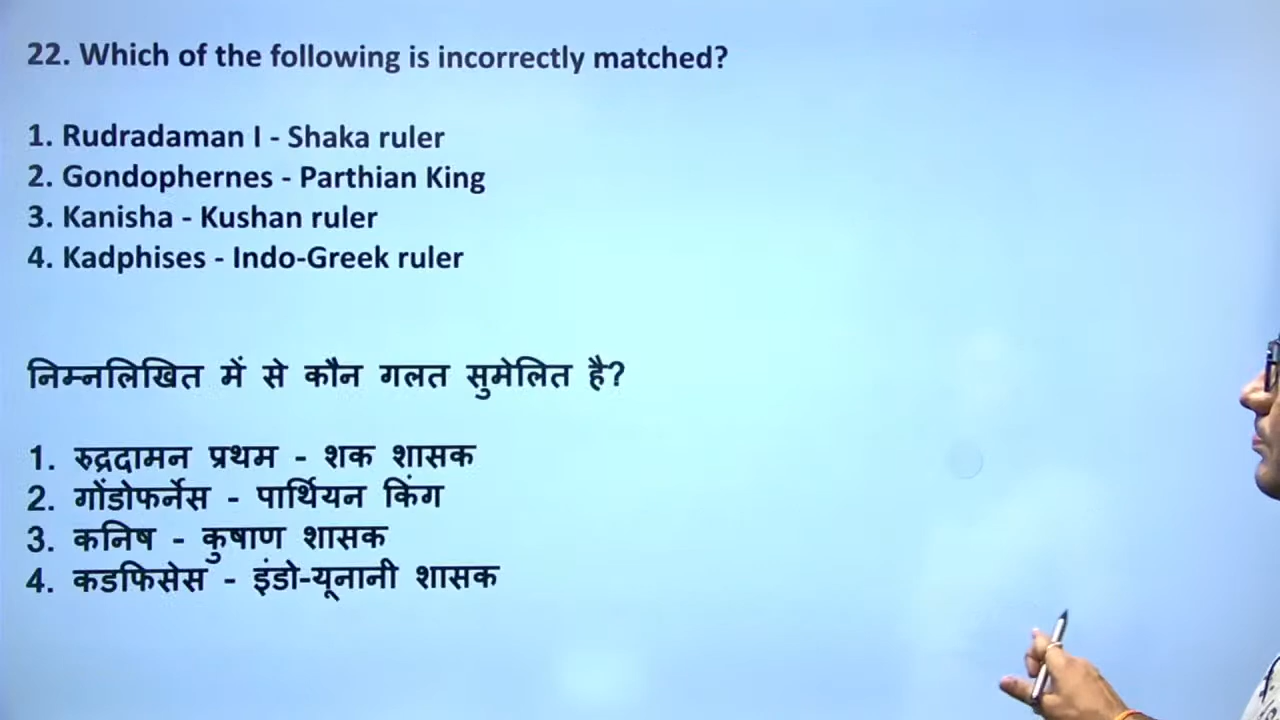 22. Which of the following is incorrectly matched?
1. Rudradaman I - Shaka ruler
2. Gondophernes - Parthian King
3. Kanisha - Kushan ruler
4. Kadphises - Indo-Greek ruler
निम्नलिखित में से कौन गलत सुमेलित है?
1. रुद्रदामन प्रथम - शक शासक
2. गोंडोफर्नेस - पार्थियन किंग
3. कनिष - कुषाण शासक
4. कडफिसेस - इंडो-यूनानी शासक